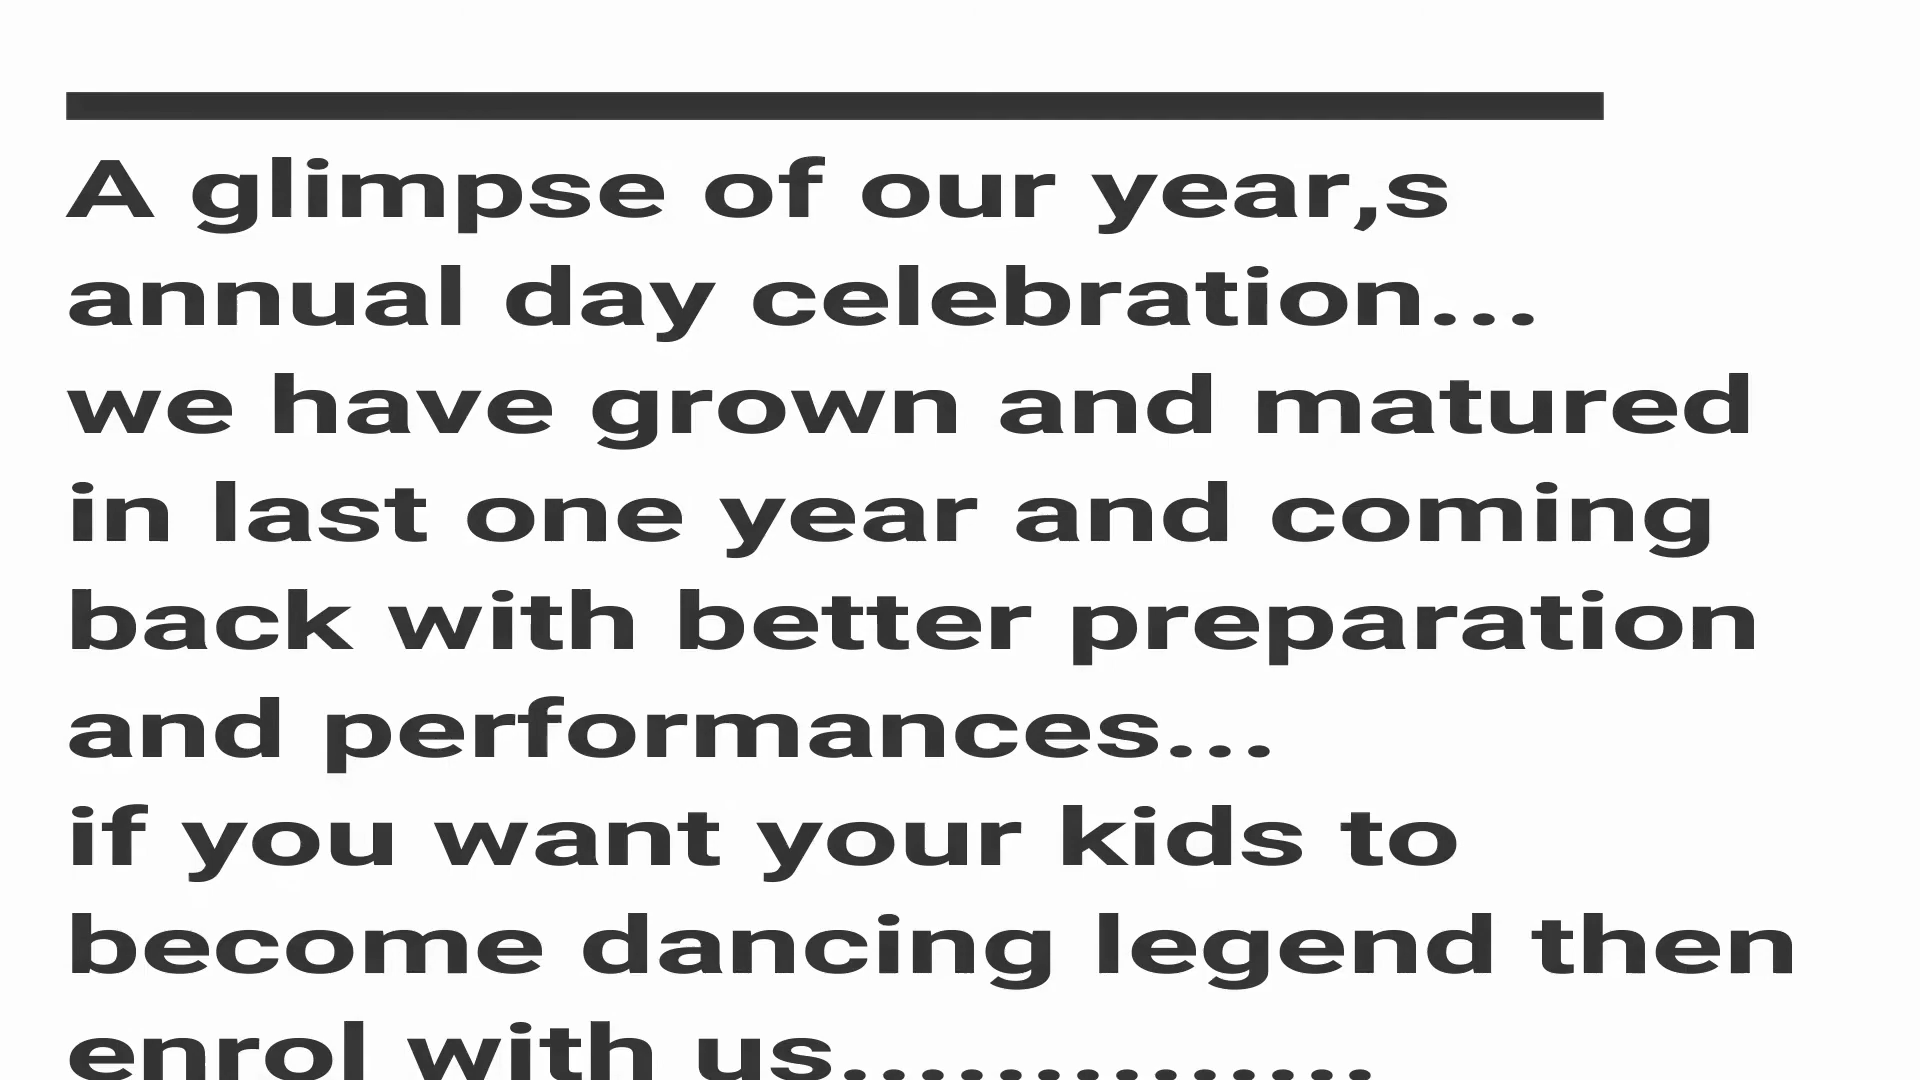 A glimpse of our year,s
annual day celebration...
we have grown and matured
in last one year and coming
back with better preparation
and performances...
if you want your kids to
become dancing legend then
enrol with us..............